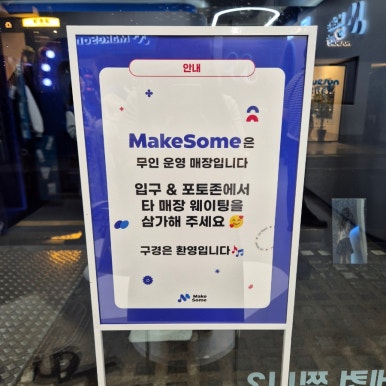 안내
MakeSome은
무인 운영 매장입니다
입구 & 포토존에서
타 매장 웨이팅을
삼가해 주세요 🥰
구경은 환영입니다🎶
Make
Some